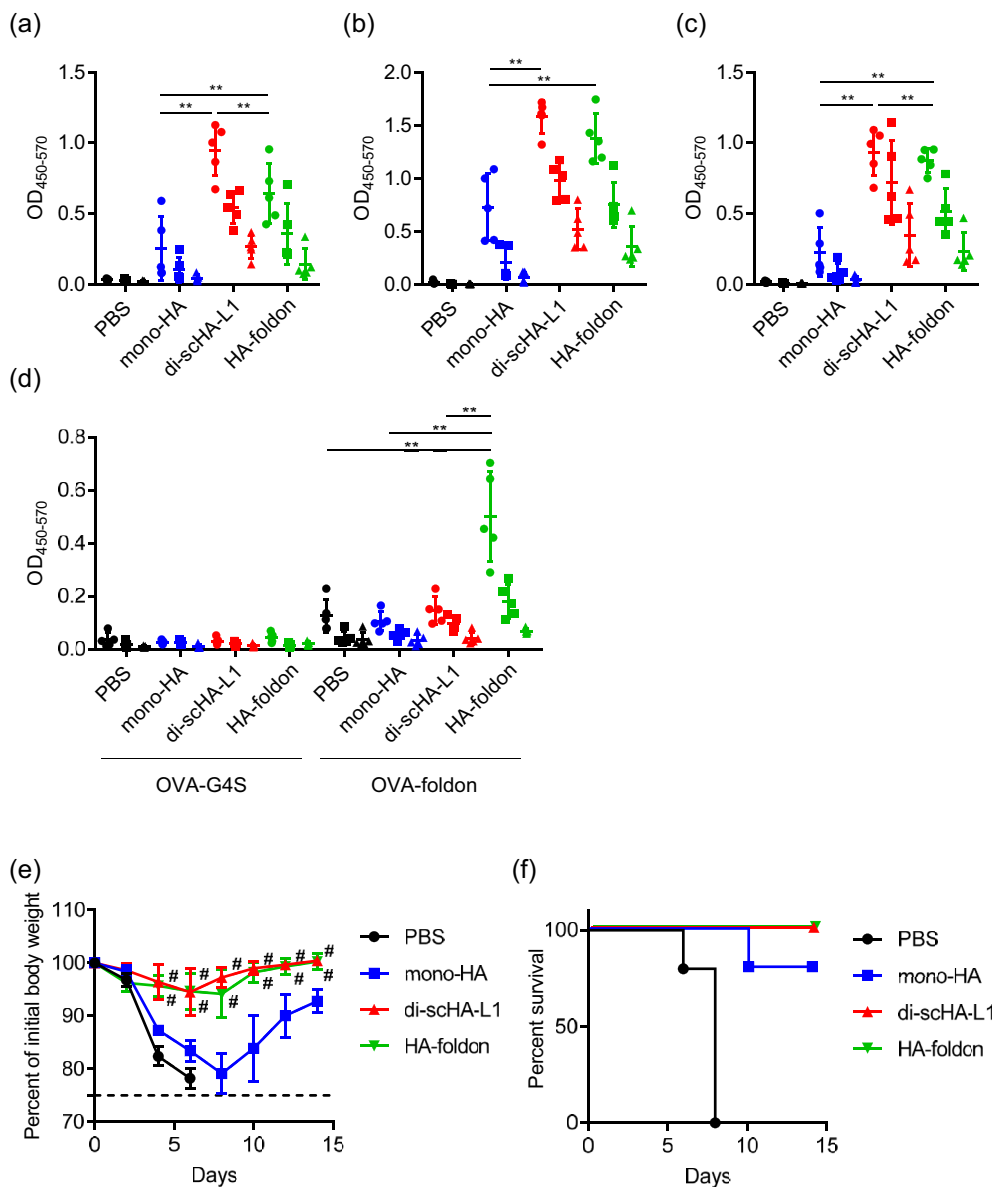 (a)
1.5
1.0
0.5
0.0
OD450-570
**
**
**
PBS
mono-HA
di-scHA-L1
HA-foldon
(b)
2.0
1.5
1.0
0.5
0.0
OD450-570
**
**
PBS
mono-HA
di-scHA-L1
HA-foldon
(c)
1.5
1.0
0.5
0.0
OD450-570
**
**
**
PBS
mono-HA
di-scHA-L1
HA-foldon
(d)
0.8
0.6
0.4
0.2
0.0
OD450-570
**
**
**
PBS
mono-HA
di-scHA-L1
HA-foldon
PBS
mono-HA
di-scHA-L1
HA-foldon
OVA-G4S
OVA-foldon
(e)
110
100
90
80
70
Percent of initial body weight
# # # # # #
# # # # # #
0 5 10 15
Days
PBS
mono-HA
di-scHA-L1
HA-foldon
(f)
100
50
0
Percent survival
0 5 10 15
Days
PBS
mono-HA
di-scHA-L1
HA-foldon